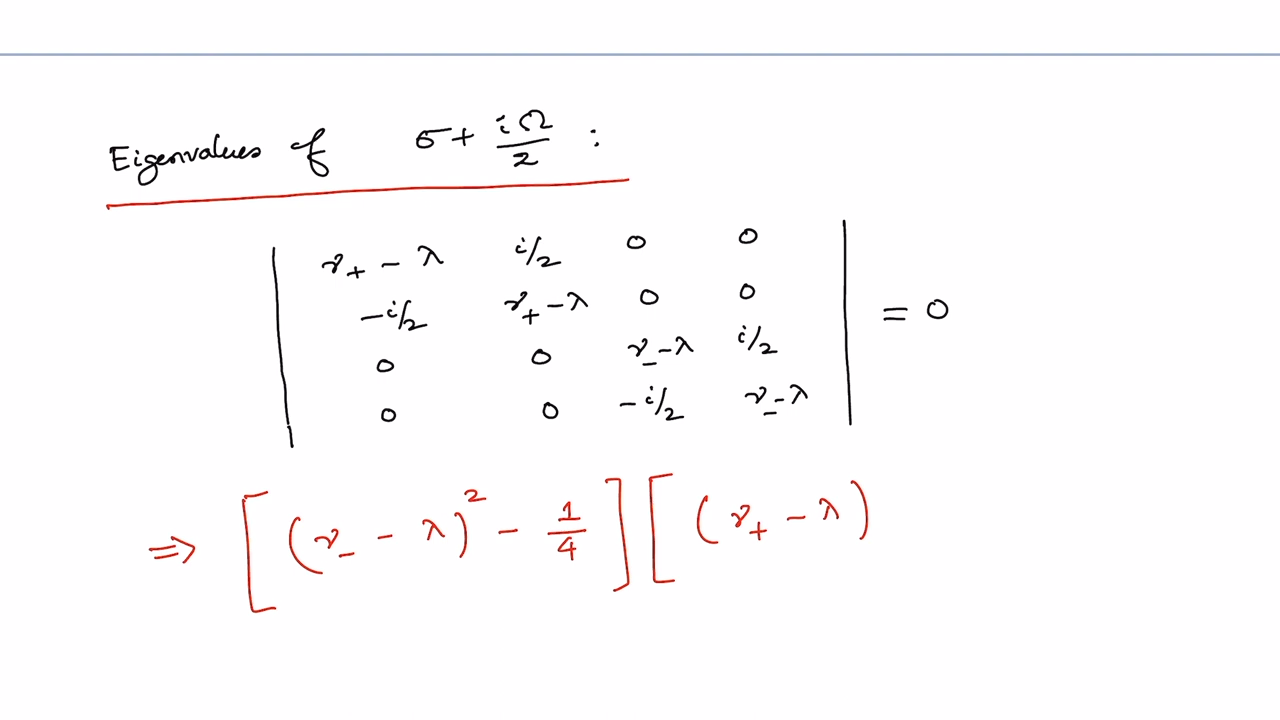 Eigenvalues of σ + iΩ/2 :
ν₊ − λ   i/2   0   0
−i/2   ν₊ − λ   0   0
0   0   ν₋ − λ   i/2
0   0   −i/2   ν₋ − λ
= 0
⇒ [ (ν₋ − λ)² − 1/4 ] [ (ν₊ − λ)